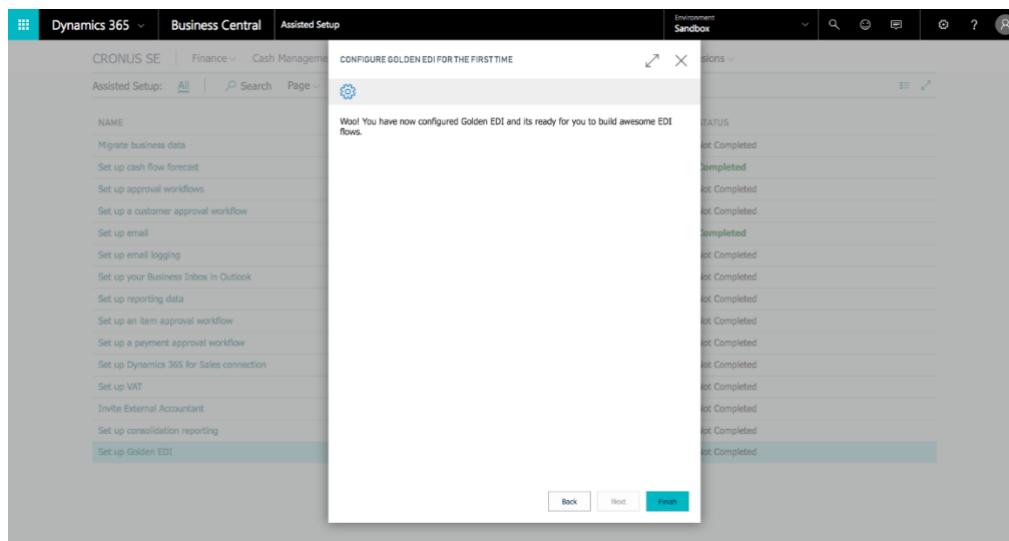 Dynamics 365 Business Central Assisted Setup Environment Sandbox ?
CRONUS SE Finance Cash Manageme sions
CONFIGURE GOLDEN EDI FOR THE FIRST TIME
Assisted Setup: All Search Page
Woo! You have now configured Golden EDI and its ready for you to build awesome EDI
flows.
NAME TATUS
Migrate business data ot Completed
Set up cash flow forecast Completed
Set up approval workflows ot Completed
Set up a customer approval workflow ot Completed
Set up email Completed
Set up email logging ot Completed
Set up your Business Inbox in Outlook ot Completed
Set up reporting data ot Completed
Set up an item approval workflow ot Completed
Set up a payment approval workflow ot Completed
Set up Dynamics 365 for Sales connection ot Completed
Set up VAT ot Completed
Invite External Accountant ot Completed
Set up consolidation reporting ot Completed
Set up Golden EDI ot Completed
Back Next Finish